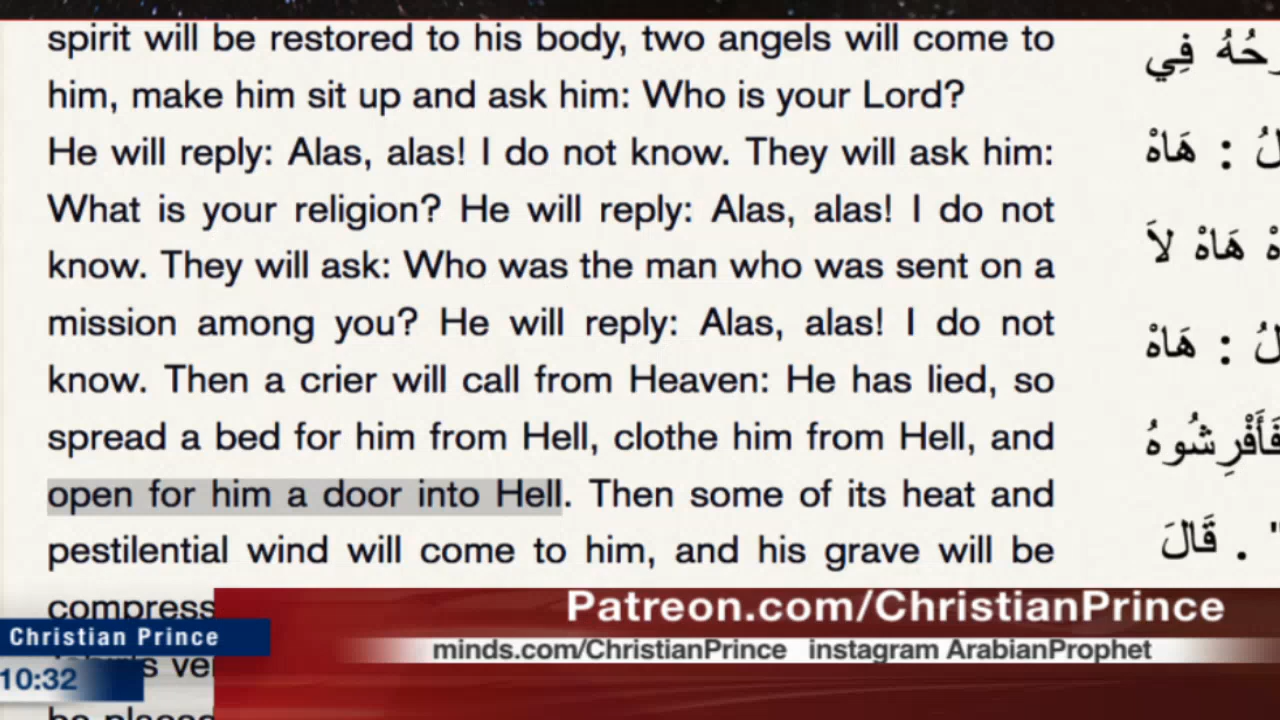 spirit will be restored to his body, two angels will come to
him, make him sit up and ask him: Who is your Lord?
He will reply: Alas, alas! I do not know. They will ask him:
What is your religion? He will reply: Alas, alas! I do not
know. They will ask: Who was the man who was sent on a
mission among you? He will reply: Alas, alas! I do not
know. Then a crier will call from Heaven: He has lied, so
spread a bed for him from Hell, clothe him from Hell, and
open for him a door into Hell. Then some of its heat and
pestilential wind will come to him, and his grave will be
فِي
هَاهْ :
هَاهْ لاَ
هَاهْ :
فَأَفْرِشُوهُ
" . قَالَ
Patreon.com/ChristianPrince
Christian Prince
minds.com/ChristianPrince instagram ArabianProphet
10:32